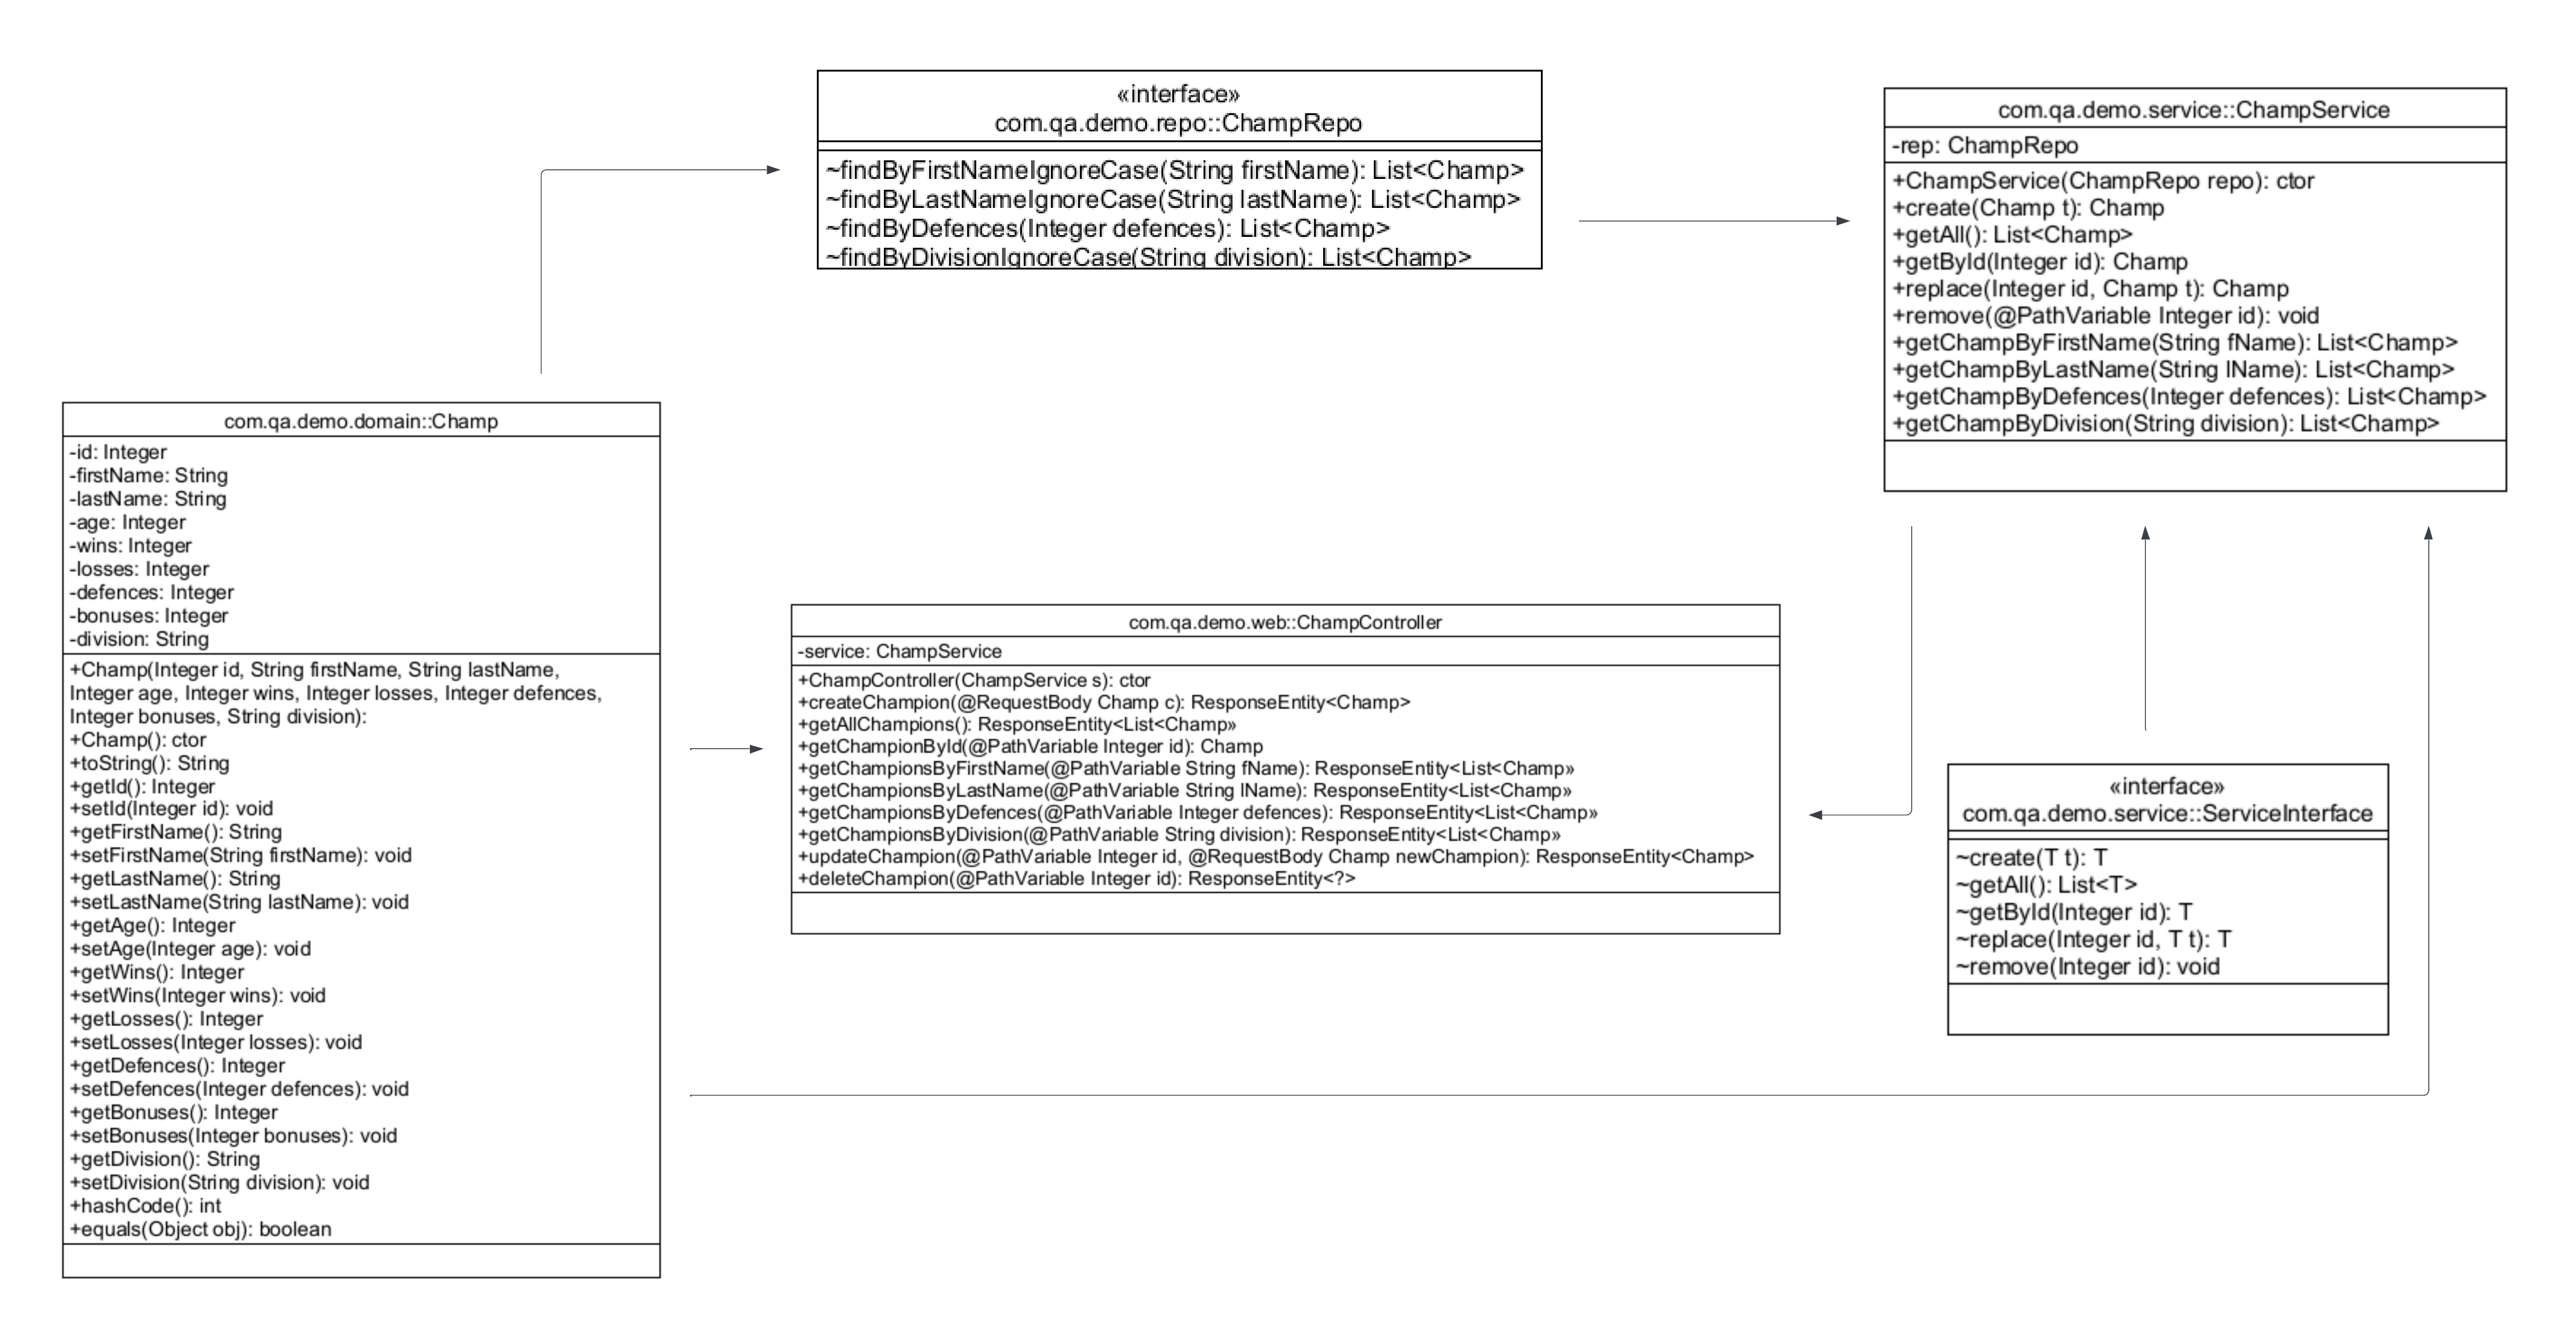 «interface»
com.qa.demo.repo::ChampRepo
~findByFirstNameIgnoreCase(String firstName): List<Champ>
~findByLastNameIgnoreCase(String lastName): List<Champ>
~findByDefences(Integer defences): List<Champ>
~findByDivisionIgnoreCase(String division): List<Champ>
com.qa.demo.service::ChampService
-rep: ChampRepo
+ChampService(ChampRepo repo): ctor
+create(Champ t): Champ
+getAll(): List<Champ>
+getById(Integer id): Champ
+replace(Integer id, Champ t): Champ
+remove(@PathVariable Integer id): void
+getChampByFirstName(String fName): List<Champ>
+getChampByLastName(String lName): List<Champ>
+getChampByDefences(Integer defences): List<Champ>
+getChampByDivision(String division): List<Champ>
com.qa.demo.domain::Champ
-id: Integer
-firstName: String
-lastName: String
-age: Integer
-wins: Integer
-losses: Integer
-defences: Integer
-bonuses: Integer
-division: String
+Champ(Integer id, String firstName, String lastName,
Integer age, Integer wins, Integer losses, Integer defences,
Integer bonuses, String division):
+Champ(): ctor
+toString(): String
+getId(): Integer
+setId(Integer id): void
+getFirstName(): String
+setFirstName(String firstName): void
+getLastName(): String
+setLastName(String lastName): void
+getAge(): Integer
+setAge(Integer age): void
+getWins(): Integer
+setWins(Integer wins): void
+getLosses(): Integer
+setLosses(Integer losses): void
+getDefences(): Integer
+setDefences(Integer defences): void
+getBonuses(): Integer
+setBonuses(Integer bonuses): void
+getDivision(): String
+setDivision(String division): void
+hashCode(): int
+equals(Object obj): boolean
com.qa.demo.web::ChampController
-service: ChampService
+ChampController(ChampService s): ctor
+createChampion(@RequestBody Champ c): ResponseEntity<Champ>
+getAllChampions(): ResponseEntity<List<Champ»
+getChampionById(@PathVariable Integer id): Champ
+getChampionsByFirstName(@PathVariable String fName): ResponseEntity<List<Champ»
+getChampionsByLastName(@PathVariable String lName): ResponseEntity<List<Champ»
+getChampionsByDefences(@PathVariable Integer defences): ResponseEntity<List<Champ»
+getChampionsByDivision(@PathVariable String division): ResponseEntity<List<Champ»
+updateChampion(@PathVariable Integer id, @RequestBody Champ newChampion): ResponseEntity<Champ>
+deleteChampion(@PathVariable Integer id): ResponseEntity<?>
«interface»
com.qa.demo.service::ServiceInterface
~create(T t): T
~getAll(): List<T>
~getById(Integer id): T
~replace(Integer id, T t): T
~remove(Integer id): void